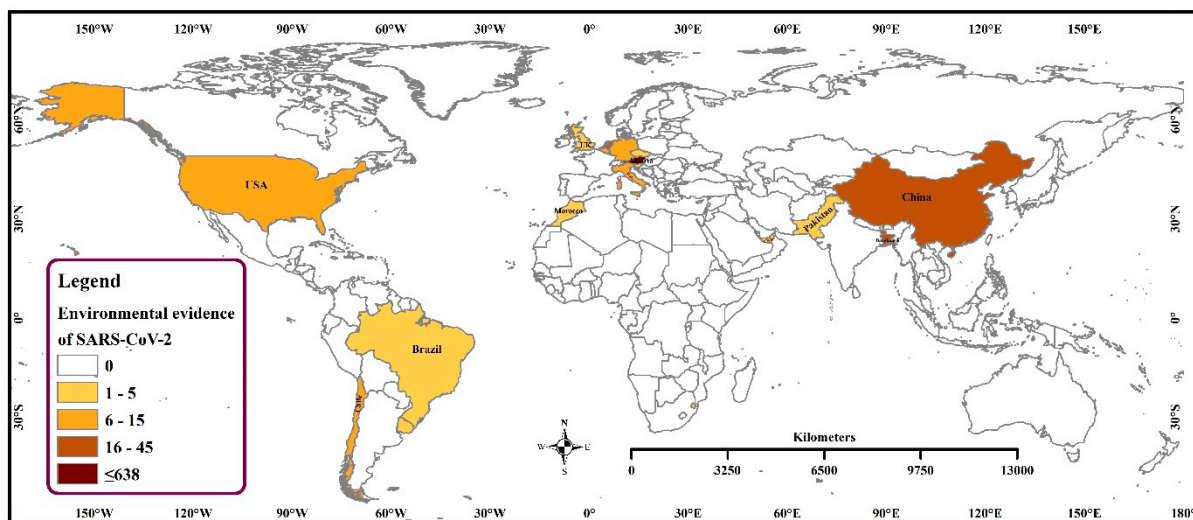 150°W 120°W 90°W 60°W 30°W 0° 30°E 60°E 90°E 120°E 150°E
60°N
60°N
UK
Austria
USA
China
30°N
30°N
Morocco
Pakistan
Legend
Environmental evidence
of SARS-CoV-2
0
1 - 5
6 - 15
16 - 45
≤638
0°
0°
Brazil
Chile
30°S
30°S
N
W E
S
Kilometers
0 3250 6500 9750 13000
150°W 120°W 90°W 60°W 30°W 0° 30°E 60°E 90°E 120°E 150°E 180°